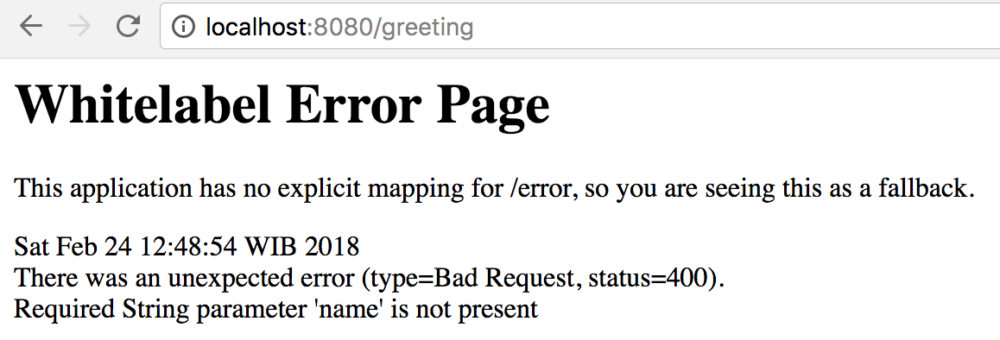 localhost:8080/greeting
Whitelabel Error Page
This application has no explicit mapping for /error, so you are seeing this as a fallback.
Sat Feb 24 12:48:54 WIB 2018
There was an unexpected error (type=Bad Request, status=400).
Required String parameter 'name' is not present